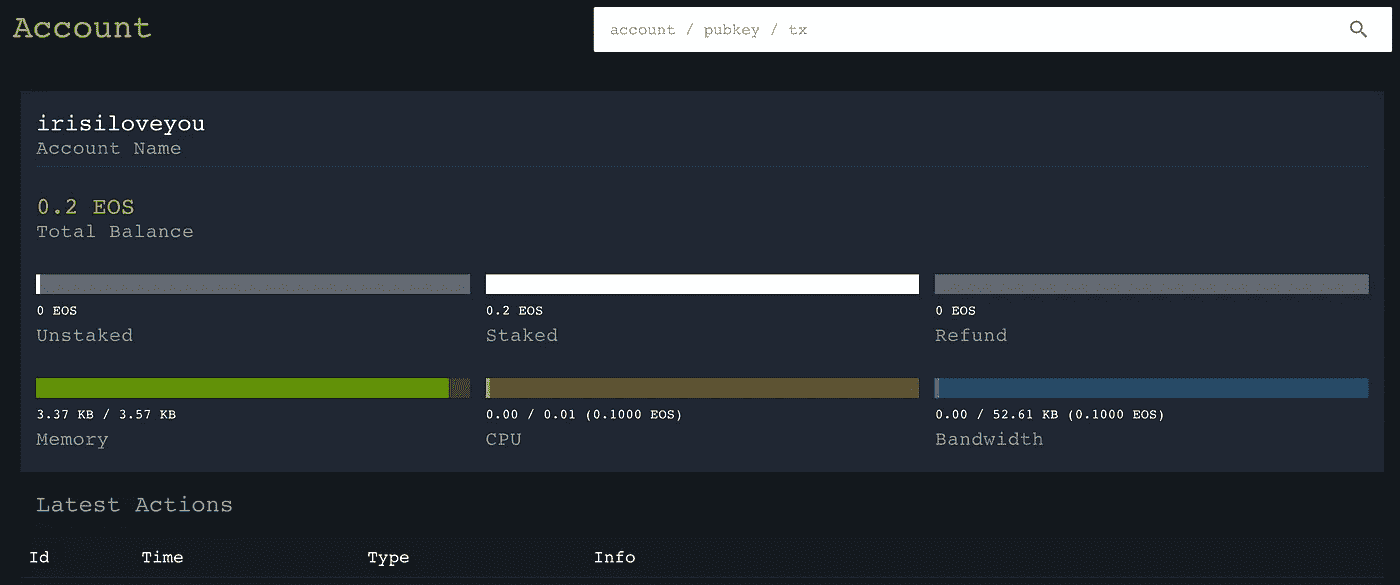 Account
account / pubkey / tx
irisiloveyou
Account Name
0.2 EOS
Total Balance
0 EOS
Unstaked
0.2 EOS
Staked
0 EOS
Refund
3.37 KB / 3.57 KB
Memory
0.00 / 0.01 (0.1000 EOS)
CPU
0.00 / 52.61 KB (0.1000 EOS)
Bandwidth
Latest Actions
Id Time Type Info